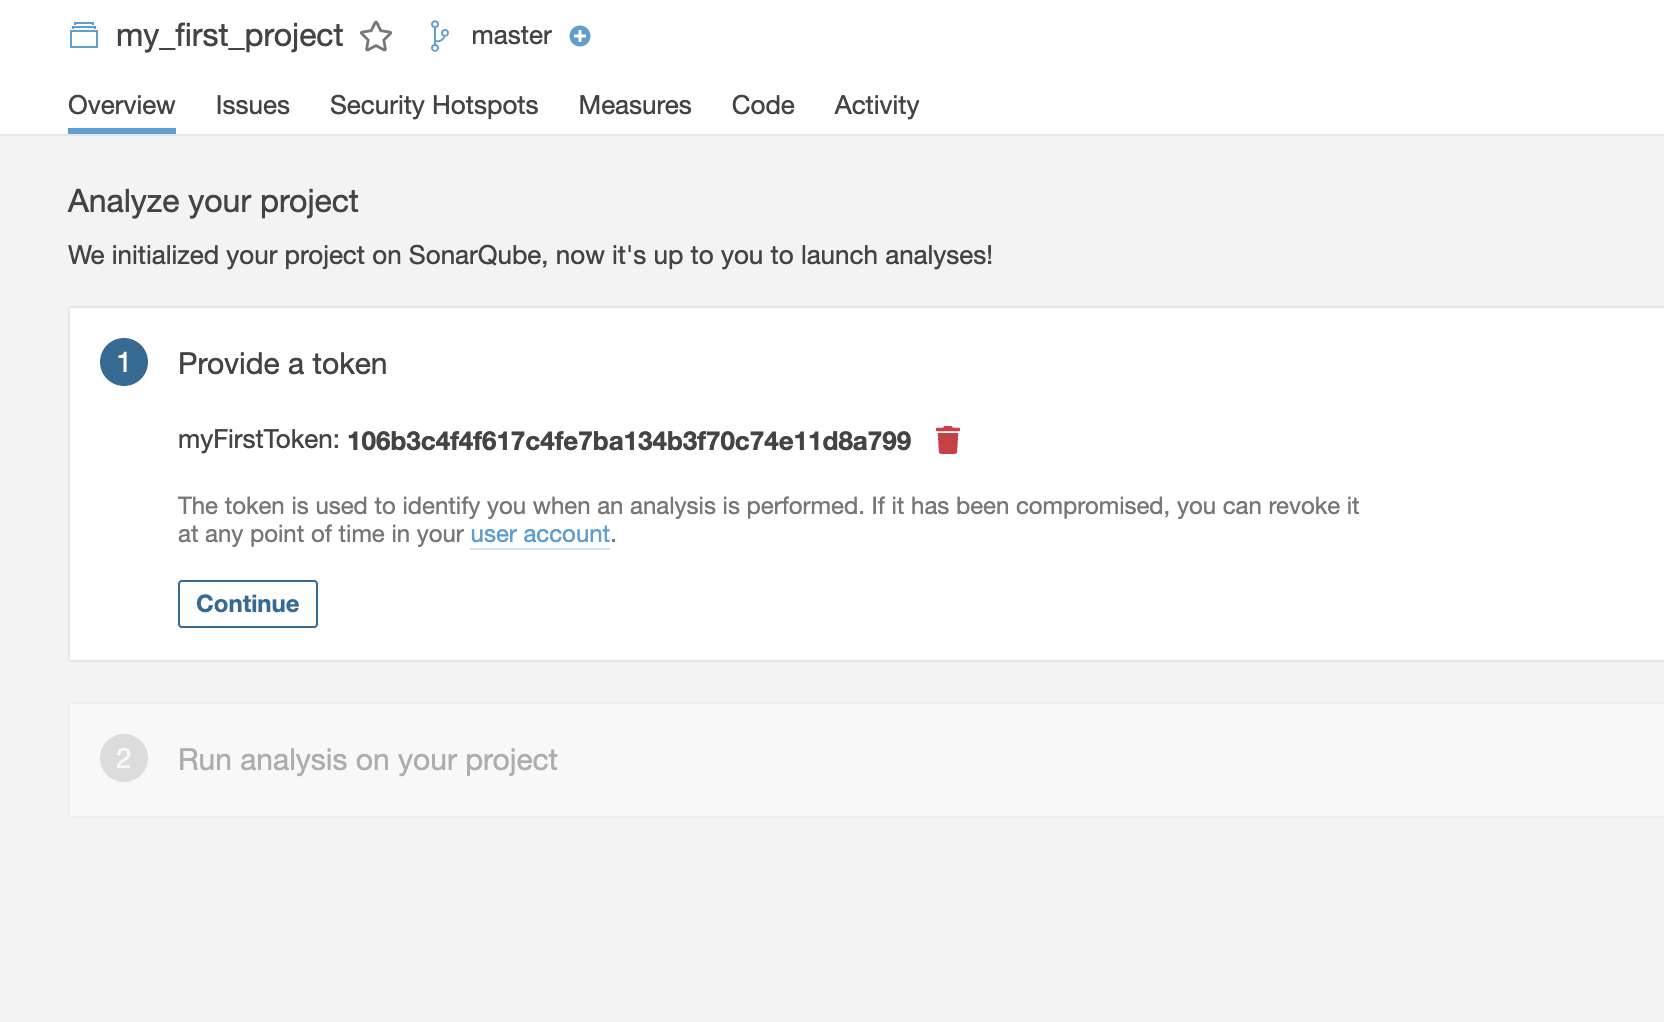 my_first_project master
Overview Issues Security Hotspots Measures Code Activity
Analyze your project
We initialized your project on SonarQube, now it's up to you to launch analyses!
1 Provide a token
myFirstToken: 106b3c4f4f617c4fe7ba134b3f70c74e11d8a799
The token is used to identify you when an analysis is performed. If it has been compromised, you can revoke it
at any point of time in your user account.
Continue
2 Run analysis on your project